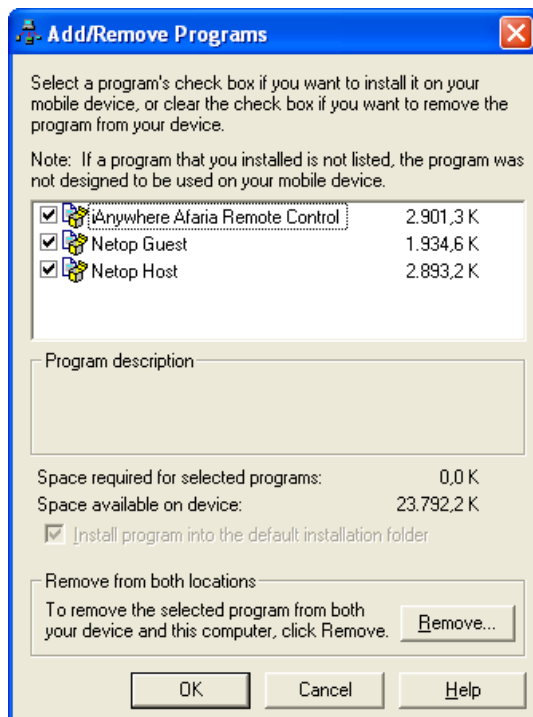 Add/Remove Programs
Select a program's check box if you want to install it on your
mobile device, or clear the check box if you want to remove the
program from your device.
Note: If a program that you installed is not listed, the program was
not designed to be used on your mobile device.
iAnywhere Afaria Remote Control 2.901,3 K
Netop Guest 1.934,6 K
Netop Host 2.893,2 K
Program description
Space required for selected programs: 0,0 K
Space available on device: 23.792,2 K
Install program into the default installation folder
Remove from both locations
To remove the selected program from both
your device and this computer, click Remove.
Remove...
OK Cancel Help